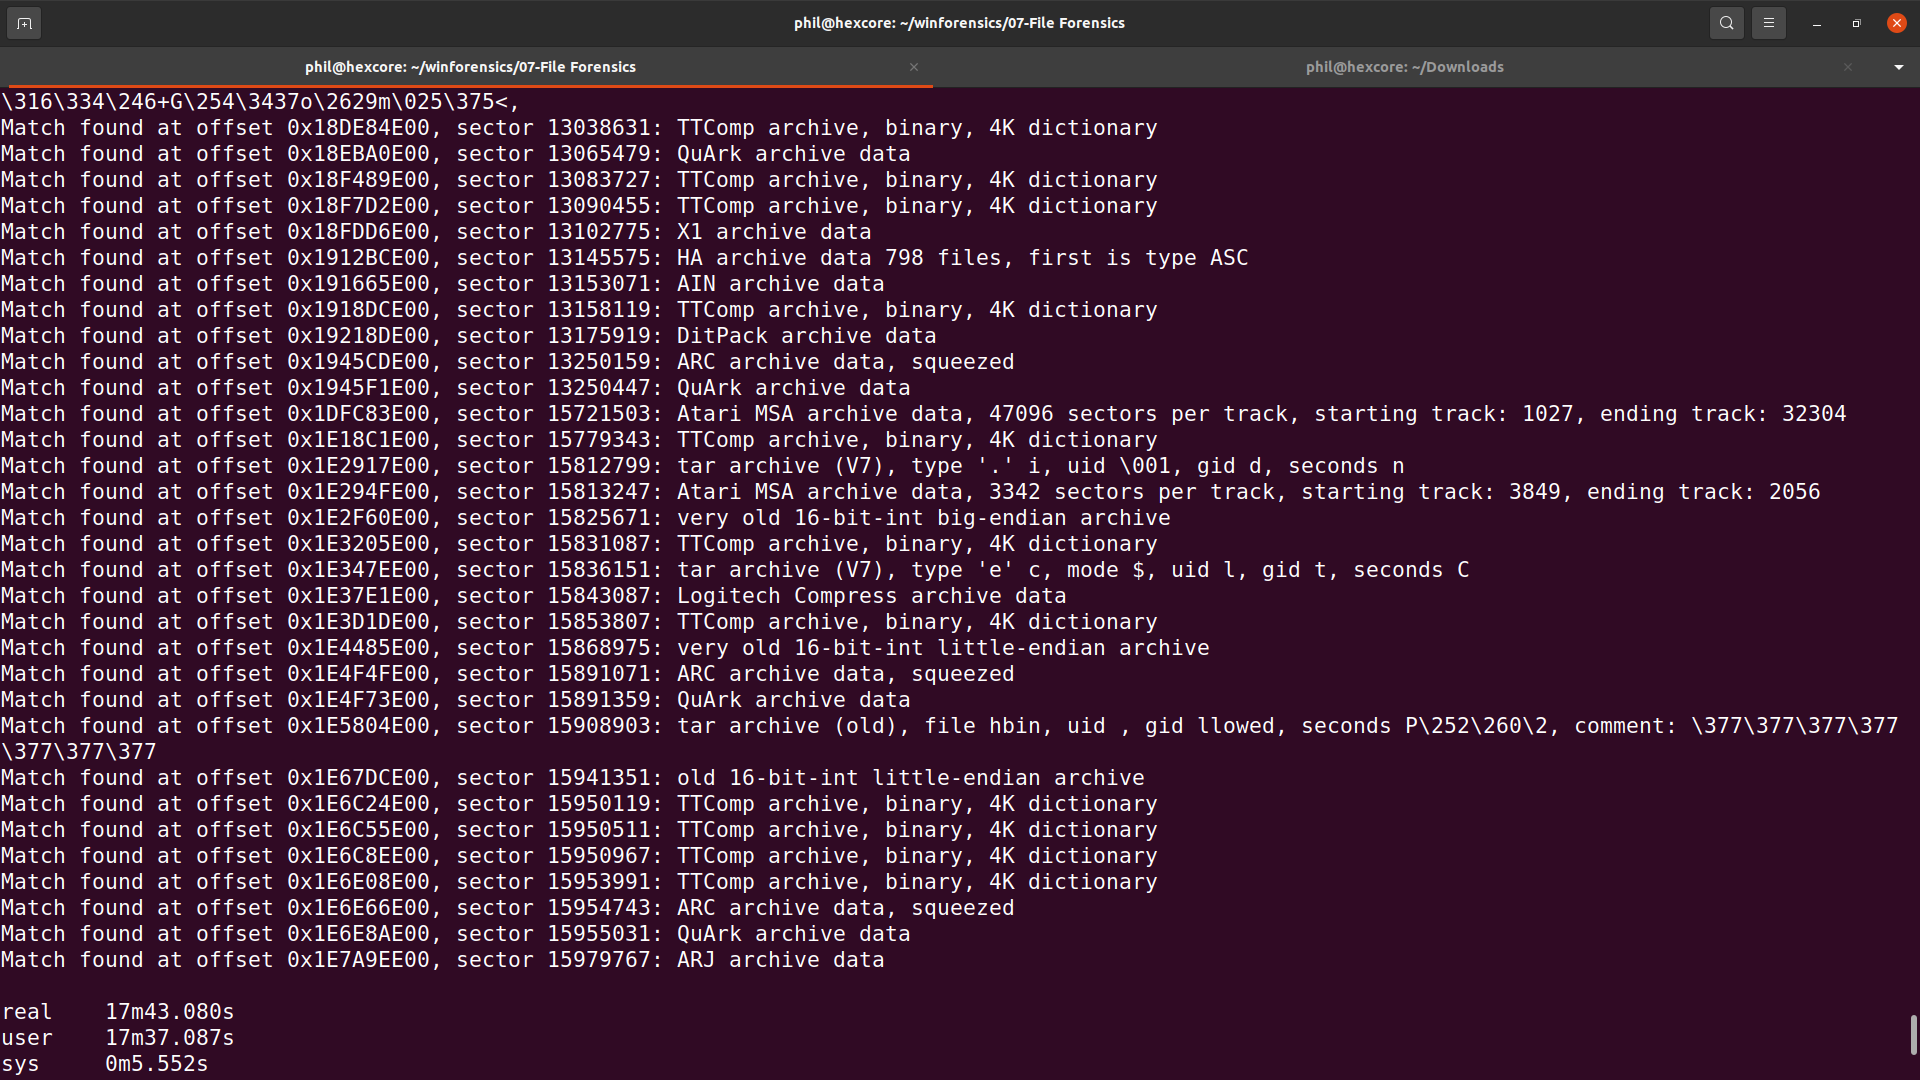 phil@hexcore: ~/winforensics/07-File Forensics
phil@hexcore: ~/winforensics/07-File Forensics
phil@hexcore: ~/Downloads
\316\334\246+G\254\3437o\2629m\025\375<,
Match found at offset 0x18DE84E00, sector 13038631: TTComp archive, binary, 4K dictionary
Match found at offset 0x18EBA0E00, sector 13065479: QuArk archive data
Match found at offset 0x18F489E00, sector 13083727: TTComp archive, binary, 4K dictionary
Match found at offset 0x18F7D2E00, sector 13090455: TTComp archive, binary, 4K dictionary
Match found at offset 0x18FDD6E00, sector 13102775: X1 archive data
Match found at offset 0x1912BCE00, sector 13145575: HA archive data 798 files, first is type ASC
Match found at offset 0x191665E00, sector 13153071: AIN archive data
Match found at offset 0x1918DCE00, sector 13158119: TTComp archive, binary, 4K dictionary
Match found at offset 0x19218DE00, sector 13175919: DitPack archive data
Match found at offset 0x1945CDE00, sector 13250159: ARC archive data, squeezed
Match found at offset 0x1945F1E00, sector 13250447: QuArk archive data
Match found at offset 0x1DFC83E00, sector 15721503: Atari MSA archive data, 47096 sectors per track, starting track: 1027, ending track: 32304
Match found at offset 0x1E18C1E00, sector 15779343: TTComp archive, binary, 4K dictionary
Match found at offset 0x1E2917E00, sector 15812799: tar archive (V7), type '.' i, uid \001, gid d, seconds n
Match found at offset 0x1E294FE00, sector 15813247: Atari MSA archive data, 3342 sectors per track, starting track: 3849, ending track: 2056
Match found at offset 0x1E2F60E00, sector 15825671: very old 16-bit-int big-endian archive
Match found at offset 0x1E3205E00, sector 15831087: TTComp archive, binary, 4K dictionary
Match found at offset 0x1E347EE00, sector 15836151: tar archive (V7), type 'e' c, mode $, uid l, gid t, seconds C
Match found at offset 0x1E37E1E00, sector 15843087: Logitech Compress archive data
Match found at offset 0x1E3D1DE00, sector 15853807: TTComp archive, binary, 4K dictionary
Match found at offset 0x1E4485E00, sector 15868975: very old 16-bit-int little-endian archive
Match found at offset 0x1E4F4FE00, sector 15891071: ARC archive data, squeezed
Match found at offset 0x1E4F73E00, sector 15891359: QuArk archive data
Match found at offset 0x1E5804E00, sector 15908903: tar archive (old), file hbin, uid , gid llowed, seconds P\252\260\2, comment: \377\377\377\377
\377\377\377
Match found at offset 0x1E67DCE00, sector 15941351: old 16-bit-int little-endian archive
Match found at offset 0x1E6C24E00, sector 15950119: TTComp archive, binary, 4K dictionary
Match found at offset 0x1E6C55E00, sector 15950511: TTComp archive, binary, 4K dictionary
Match found at offset 0x1E6C8EE00, sector 15950967: TTComp archive, binary, 4K dictionary
Match found at offset 0x1E6E08E00, sector 15953991: TTComp archive, binary, 4K dictionary
Match found at offset 0x1E6E66E00, sector 15954743: ARC archive data, squeezed
Match found at offset 0x1E6E8AE00, sector 15955031: QuArk archive data
Match found at offset 0x1E7A9EE00, sector 15979767: ARJ archive data
real 17m43.080s
user 17m37.087s
sys 0m5.552s